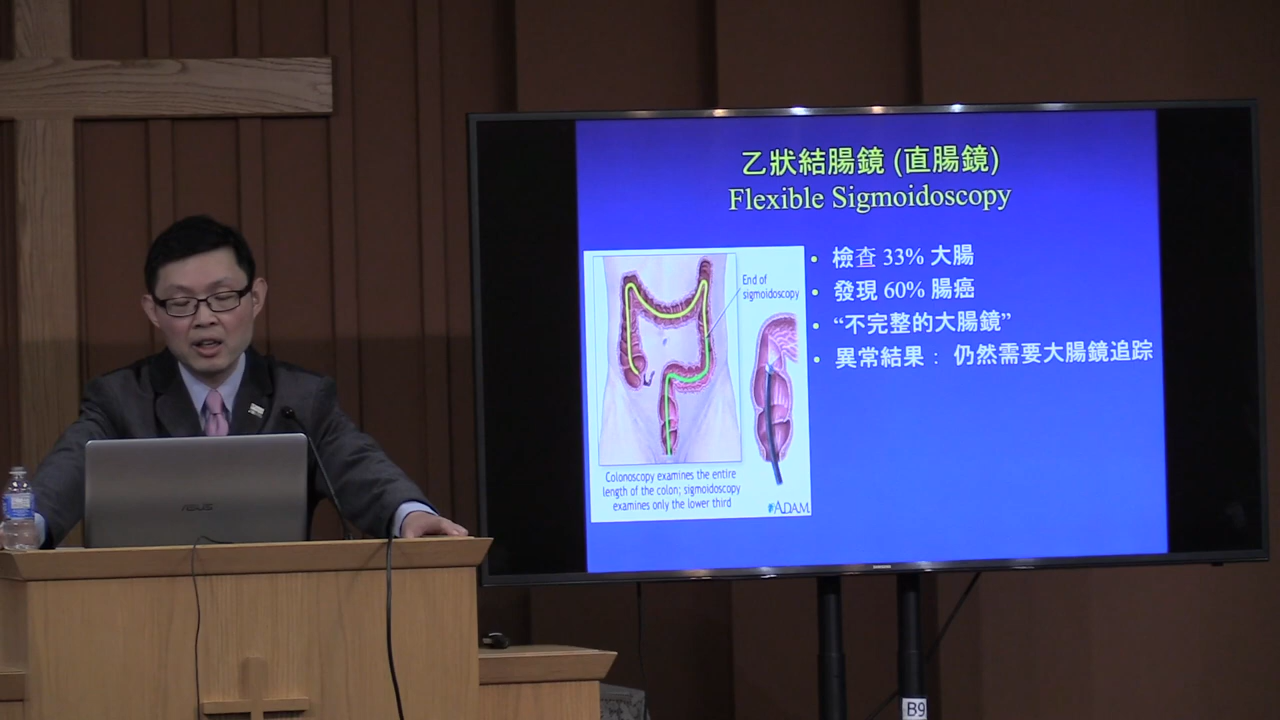 乙狀結腸鏡 (直腸鏡)
Flexible Sigmoidoscopy
• 檢查 33% 大腸
• 發現 60% 腸癌
• “不完整的大腸鏡”
• 異常結果： 仍然需要大腸鏡追踪
End of
sigmoidoscopy
Colonoscopy examines the entire
length of the colon; sigmoidoscopy
examines only the lower third
A.D.A.M.
ASUS
SAMSUNG
B9